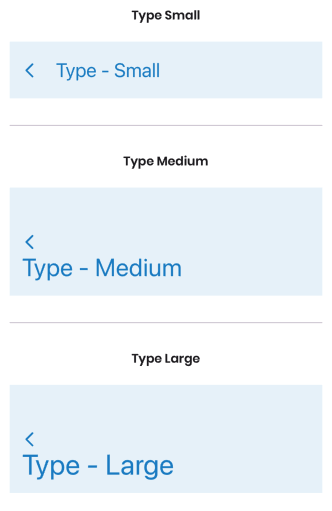 Type Small
Type - Small
Type Medium
Type - Medium
Type Large
Type - Large